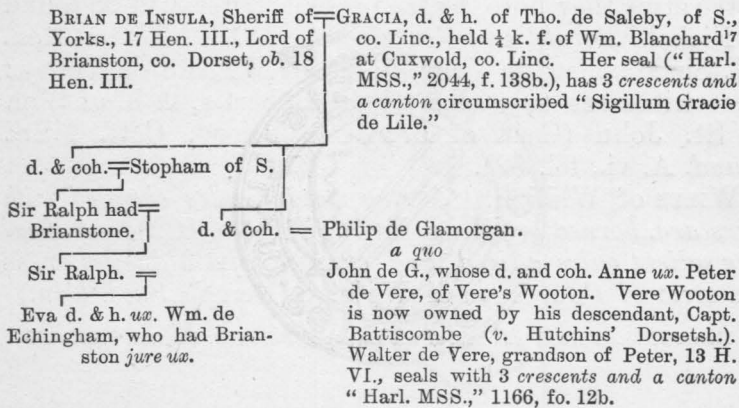 BRIAN DE INSULA, Sheriff of
Yorks., 17 Hen. III., Lord of
Brianston, co. Dorset, ob. 18
Hen. III.
GRACIA, d. & h. of Tho. de Saleby, of S.,
co. Linc., held ¼ k. f. of Wm. Blanchard¹⁷
at Cuxwold, co. Linc. Her seal (" Harl.
MSS.," 2044, f. 138b.), has 3 crescents and
a canton circumscribed " Sigillum Gracie
de Lile."
d. & coh. Stopham of S.
Sir Ralph had
Brianstone.
d. & coh. = Philip de Glamorgan.
a quo
Sir Ralph. =
Eva d. & h. ux. Wm. de
Echingham, who had Brian-
ston jure ux.
John de G., whose d. and coh. Anne ux. Peter
de Vere, of Vere's Wooton. Vere Wooton
is now owned by his descendant, Capt.
Battiscombe (v. Hutchins' Dorsetsh.).
Walter de Vere, grandson of Peter, 13 H.
VI., seals with 3 crescents and a canton
" Harl. MSS.," 1166, fo. 12b.